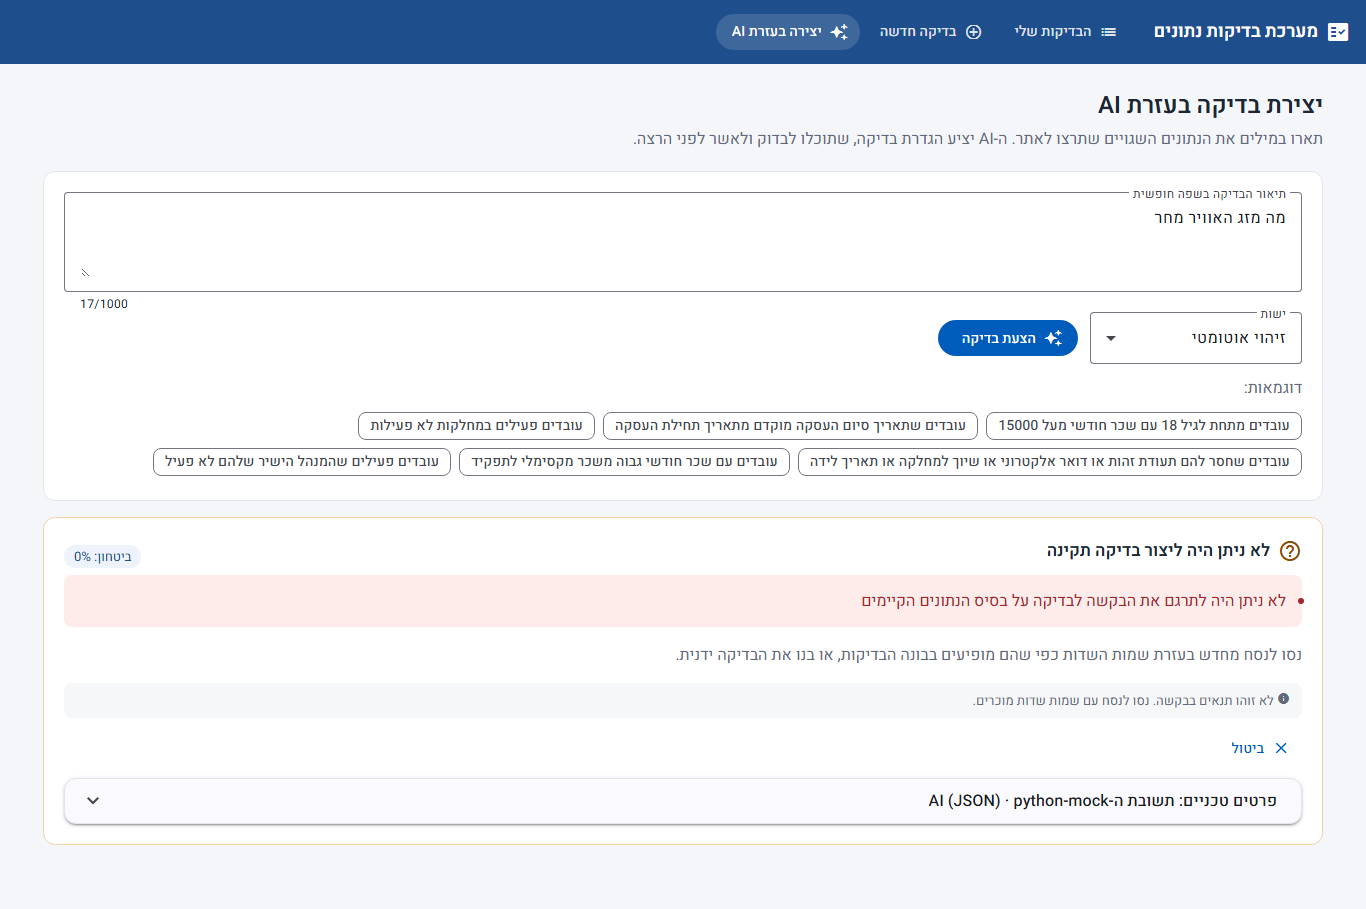 מערכת בדיקות נתונים
הבדיקות שלי
בדיקה חדשה
יצירה בעזרת AI
יצירת בדיקה בעזרת AI
תארו במילים את הנתונים השגויים שתרצו לאתר. ה-AI יציע הגדרת בדיקה, שתוכלו לבדוק ולאשר לפני הרצה.
תיאור הבדיקה בשפה חופשית
מה מזג האוויר מחר
17/1000
ישות
זיהוי אוטומטי
הצעת בדיקה
דוגמאות:
עובדים מתחת לגיל 18 עם שכר חודשי מעל 15000
עובדים שתאריך סיום העסקה מוקדם מתאריך תחילת העסקה
עובדים פעילים במחלקות לא פעילות
עובדים שחסר להם תעודת זהות או דואר אלקטרוני או שיוך למחלקה או תאריך לידה
עובדים עם שכר חודשי גבוה משכר מקסימלי לתפקיד
עובדים פעילים שהמנהל הישיר שלהם לא פעיל
לא ניתן היה ליצור בדיקה תקינה
ביטחון: 0%
לא ניתן היה לתרגם את הבקשה לבדיקה על בסיס הנתונים הקיימים
נסו לנסח מחדש בעזרת שמות השדות כפי שהם מופיעים בבונה הבדיקות, או בנו את הבדיקה ידנית.
לא זוהו תנאים בבקשה. נסו לנסח עם שמות שדות מוכרים.
ביטול
פרטים טכניים: תשובת ה-AI (JSON) · python-mock